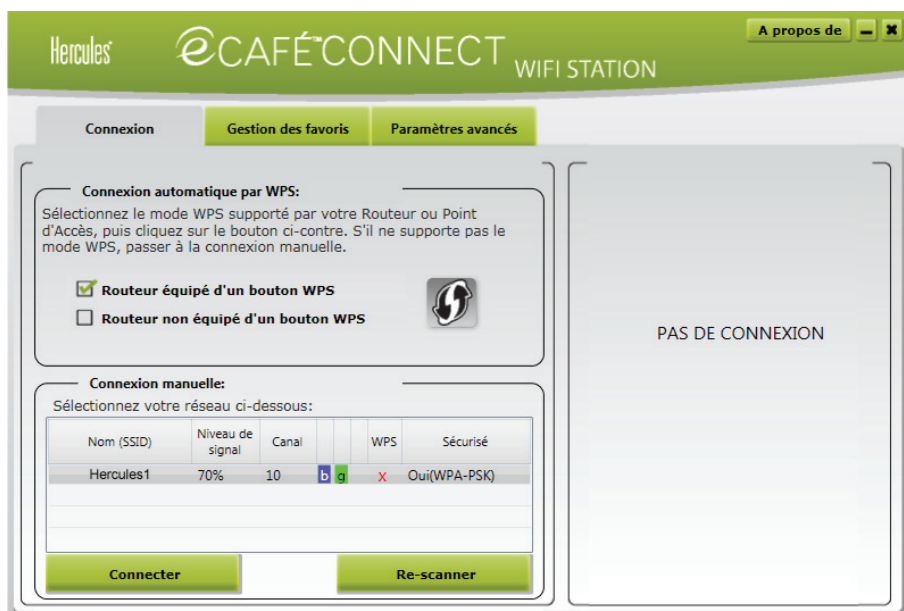 Hercules
eCAFÉ™CONNECT WIFI STATION
A propos de
Connexion
Gestion des favoris
Paramètres avancés
Connexion automatique par WPS:
Sélectionnez le mode WPS supporté par votre Routeur ou Point
d'Accès, puis cliquez sur le bouton ci-contre. S'il ne supporte pas le
mode WPS, passer à la connexion manuelle.
Routeur équipé d'un bouton WPS
Routeur non équipé d'un bouton WPS
PAS DE CONNEXION
Connexion manuelle:
Sélectionnez votre réseau ci-dessous:
Nom (SSID) Niveau de signal Canal WPS Sécurisé
Hercules1 70% 10 b g X Oui(WPA-PSK)
Connecter
Re-scanner